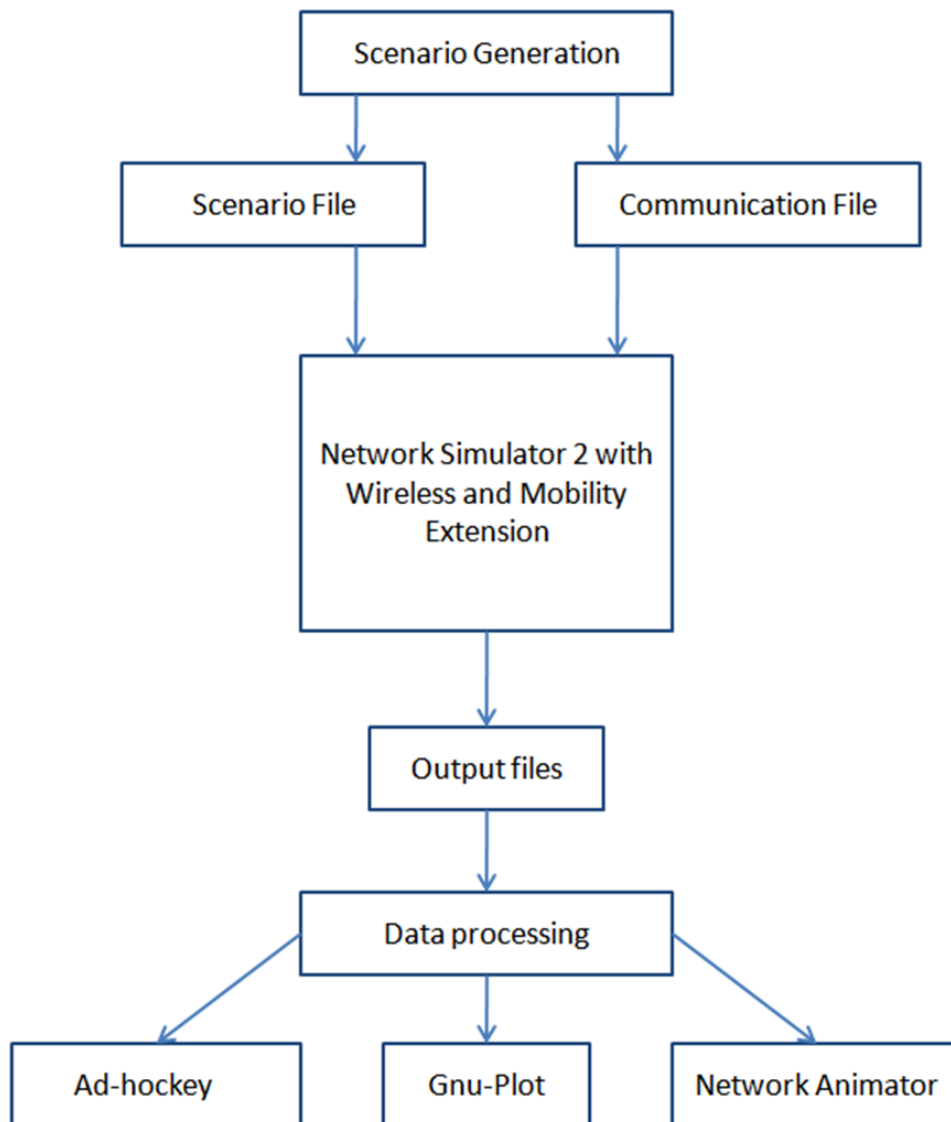 Scenario Generation
Scenario File
Communication File
Network Simulator 2 with
Wireless and Mobility
Extension
Output files
Data processing
Ad-hockey
Gnu-Plot
Network Animator